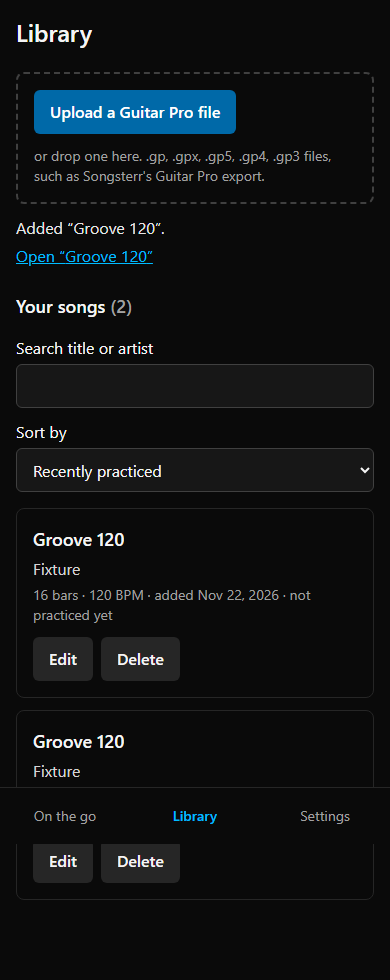 Library
Upload a Guitar Pro file
or drop one here. .gp, .gpx, .gp5, .gp4, .gp3 files,
such as Songsterr's Guitar Pro export.
Added “Groove 120”.
Open “Groove 120”
Your songs (2)
Search title or artist
Sort by
Recently practiced
Groove 120
Fixture
16 bars · 120 BPM · added Nov 22, 2026 · not
practiced yet
Edit Delete
Groove 120
Fixture
On the go Library Settings
Edit Delete